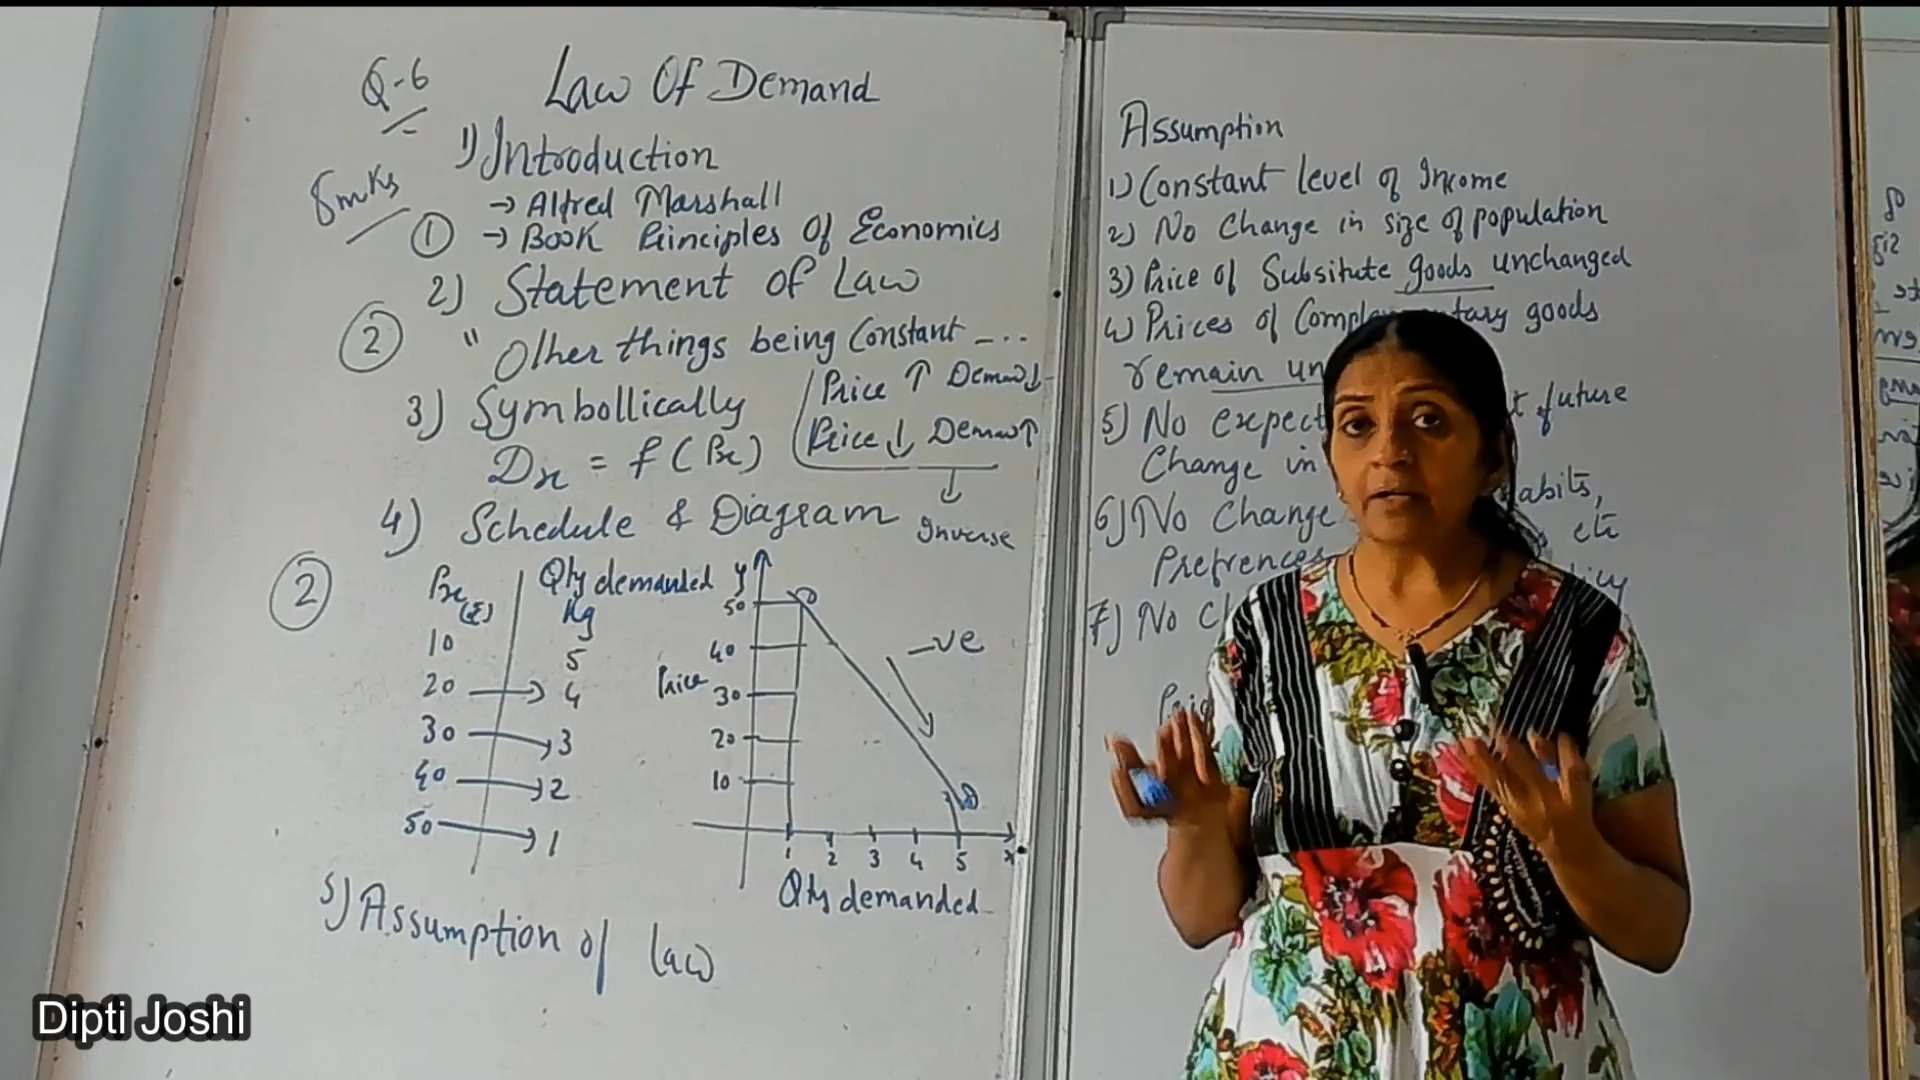 Q-6
Law Of Demand
8mks
1) Introduction
→ Alfred Marshall
① → Book Principles Of Economics
2) Statement of Law
② " Other things being Constant ....
3) Symbollically
Dx = f (Px)
Price ↑ Demand ↓
Price ↓ Demand ↑
Inverse
4) Schedule & Diagram
②
Px (₹)
Qty demanded Kg
10 5
20 → 4
30 → 3
40 → 2
50 → 1
y
50
40
30
20
10
Price
D
-ve
D
1 2 3 4 5 x
Qty demanded
5) Assumption of law
Assumption
1) Constant level of Income
2) No Change in size of population
3) Price of Subsitute goods unchanged
4) Prices of Complementary goods
remain un
5) No expect future
Change in
6) No Change abits,
Prefrences etc
7) No C
Dipti Joshi